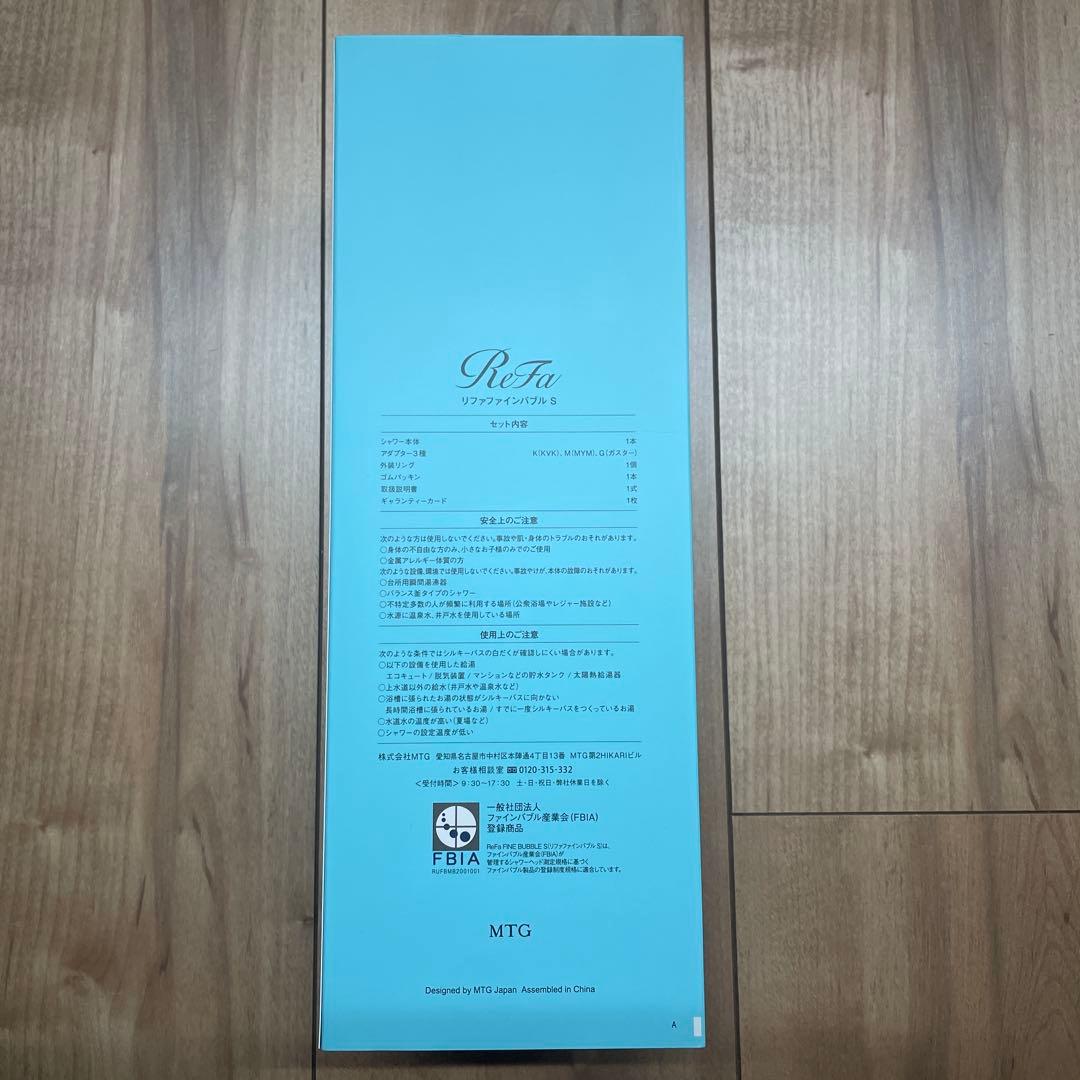 ReFa
リファファインバブル S
セット内容
シャワー本体 1本
アダプター3種 K(KVK)、M(MYM)、G(ガスター)
外装リング 1個
ゴムパッキン 1本
取扱説明書 1式
ギャランティーカード 1枚
安全上のご注意
次のような方は使用しないでください。事故や肌・身体のトラブルのおそれがあります。
○身体の不自由な方のみ、小さなお子様のみでのご使用
○金属アレルギー体質の方
次のような設備、環境では使用しないでください。事故やけが、本体の故障のおそれがあります。
○台所用瞬間湯沸器
○バランス釜タイプのシャワー
○不特定多数の人が頻繁に利用する場所(公衆浴場やレジャー施設など)
○水源に温泉水、井戸水を使用している場所
使用上のご注意
次のような条件ではシルキーバスの白だくが確認しにくい場合があります。
○以下の設備を使用した給湯
エコキュート / 脱気装置 / マンションなどの貯水タンク / 太陽熱給湯器
○上水道以外の給水(井戸水や温泉水など)
○浴槽に張られたお湯の状態がシルキーバスに向かない
長時間浴槽に張られているお湯 / すでに一度シルキーバスをつくっているお湯
○水道水の温度が高い(夏場など)
○シャワーの設定温度が低い
株式会社MTG 愛知県名古屋市中村区本陣通4丁目13番 MTG第2HIKARIビル
お客様相談室 0120-315-332
<受付時間> 9:30〜17:30 土・日・祝日・弊社休業日を除く
一般社団法人
ファインバブル産業会(FBIA)
登録商品
ReFa FINE BUBBLE S(リファファインバブル S)は、
ファインバブル産業会(FBIA)が
管理するシャワーヘッド測定規格に基づく
ファインバブル製品の登録制度規格に適合しています。
FBIA
RUFBMB2001001
MTG
Designed by MTG Japan Assembled in China
A